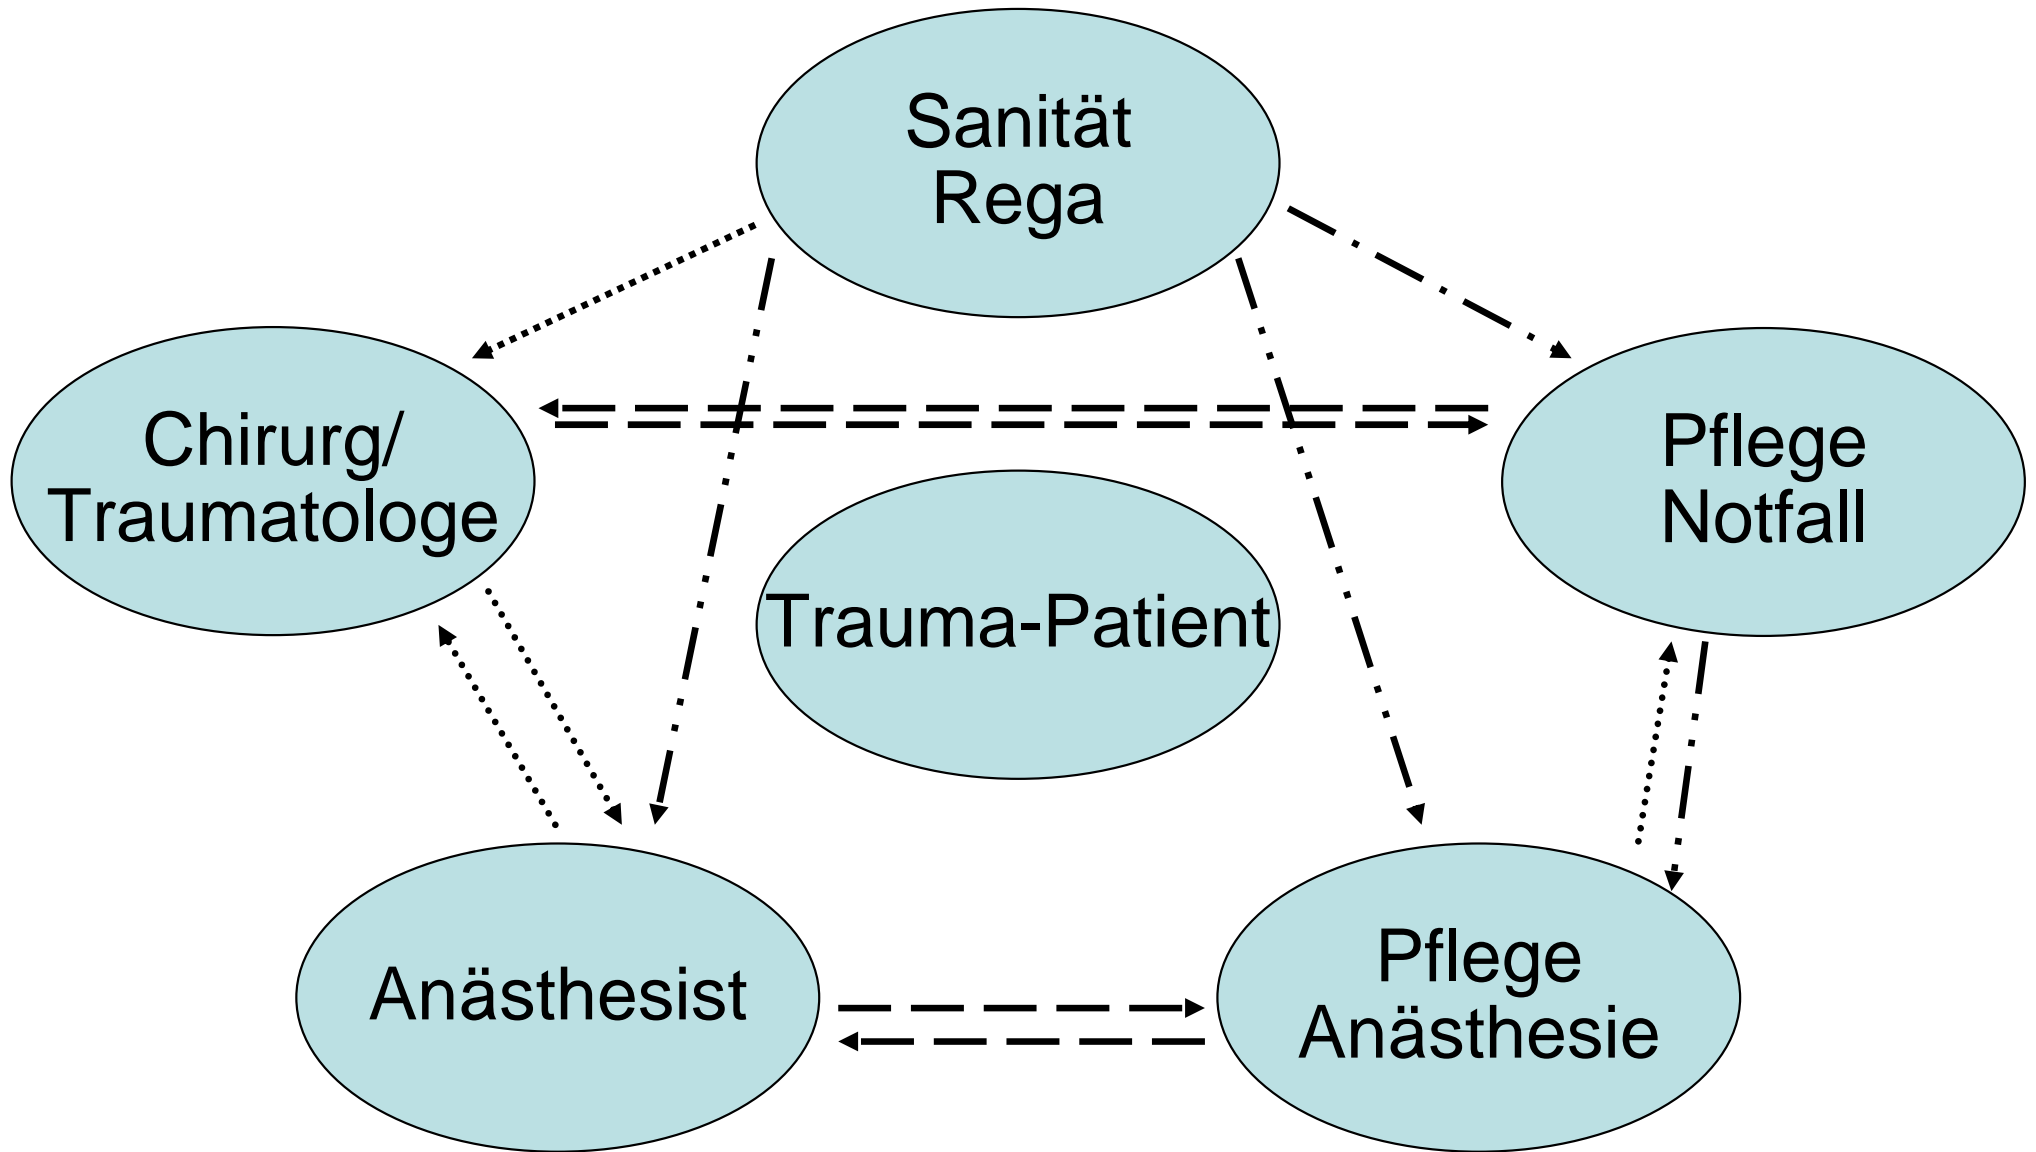 Sanität
Rega
Chirurg/
Traumatologe
Pflege
Notfall
Trauma-Patient
Anästhesist
Pflege
Anästhesie